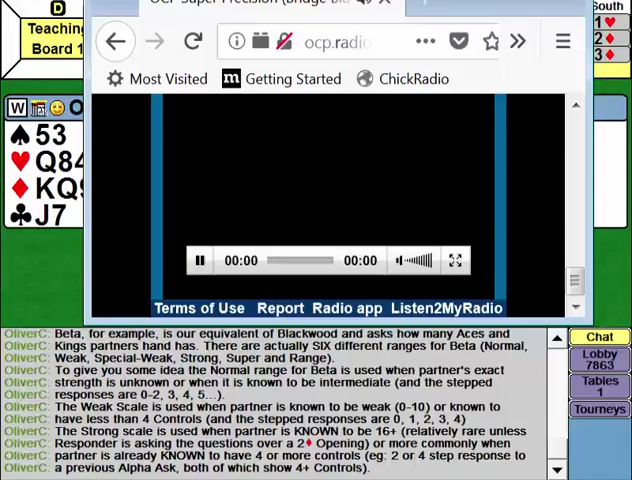 OCP Super Precision (Bridge Ba
D
Teaching
Board 1
South
1♥
2♦
3♦
ocp.radio
Most Visited
m Getting Started
ChickRadio
W
O
♠53
♥Q84
♦KQ9
♣J7
00:00
00:00
Terms of Use Report Radio app Listen2MyRadio
OliverC: Beta, for example, is our equivalent of Blackwood and asks how many Aces and
Kings partners hand has. There are actually SIX different ranges for Beta (Normal,
Weak, Special-Weak, Strong, Super and Range).
OliverC: To give you some idea the Normal range for Beta is used when partner's exact
strength is unknown or when it is known to be intermediate (and the stepped
responses are 0-2, 3, 4, 5...).
OliverC: The Weak Scale is used when partner is known to be weak (0-10) or known to
have less than 4 Controls (and the stepped responses are 0, 1, 2, 3, 4)
OliverC: The Strong scale is used when partner is KNOWN to be 16+ (relatively rare unless
Responder is asking the questions over a 2♦ Opening) or more commonly when
partner is already KNOWN to have 4 or more controls (eg: 2 or 4 step response to
a previous Alpha Ask, both of which show 4+ Controls).
Chat
Lobby
7863
Tables
1
Tourneys